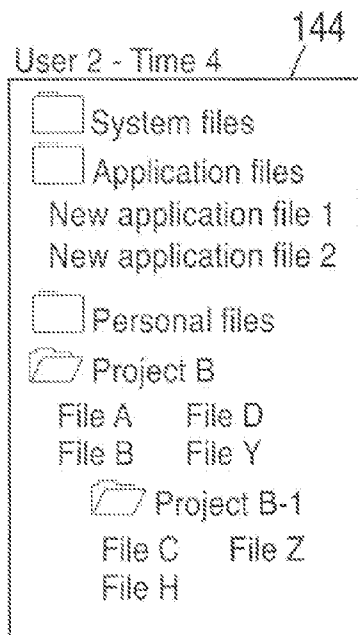 144
User 2 - Time 4
System files
Application files
New application file 1
New application file 2
Personal files
Project B
File A File D
File B File Y
Project B-1
File C File Z
File H